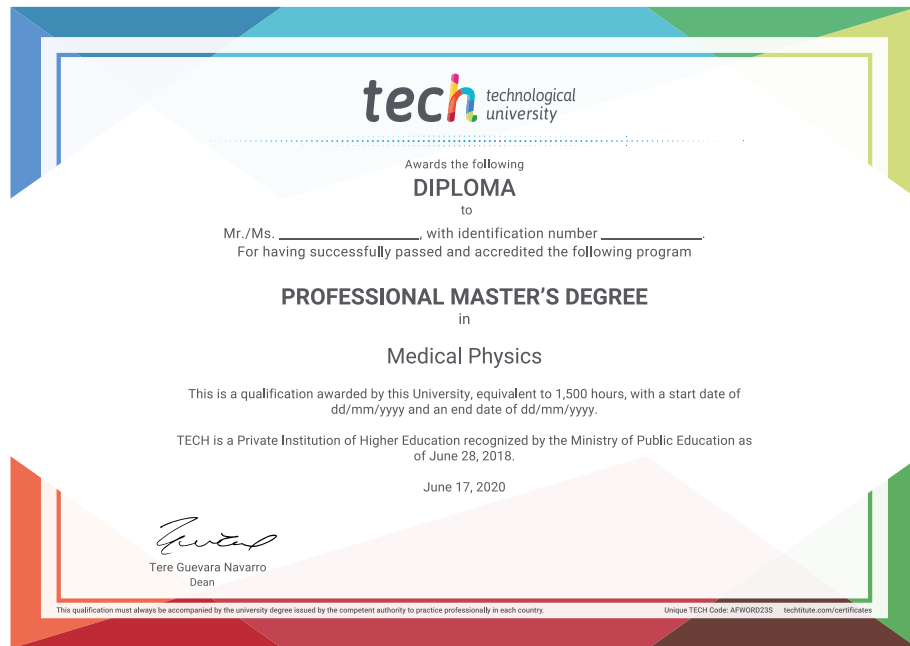 tech technological
university
Awards the following
DIPLOMA
to
Mr./Ms. ____________________, with identification number ______________.
For having successfully passed and accredited the following program
PROFESSIONAL MASTER'S DEGREE
in
Medical Physics
This is a qualification awarded by this University, equivalent to 1,500 hours, with a start date of
dd/mm/yyyy and an end date of dd/mm/yyyy.
TECH is a Private Institution of Higher Education recognized by the Ministry of Public Education as
of June 28, 2018.
June 17, 2020
Tere Guevara Navarro
Dean
This qualification must always be accompanied by the university degree issued by the competent authority to practice professionally in each country.
Unique TECH Code: AFWORD23S techtitute.com/certificates